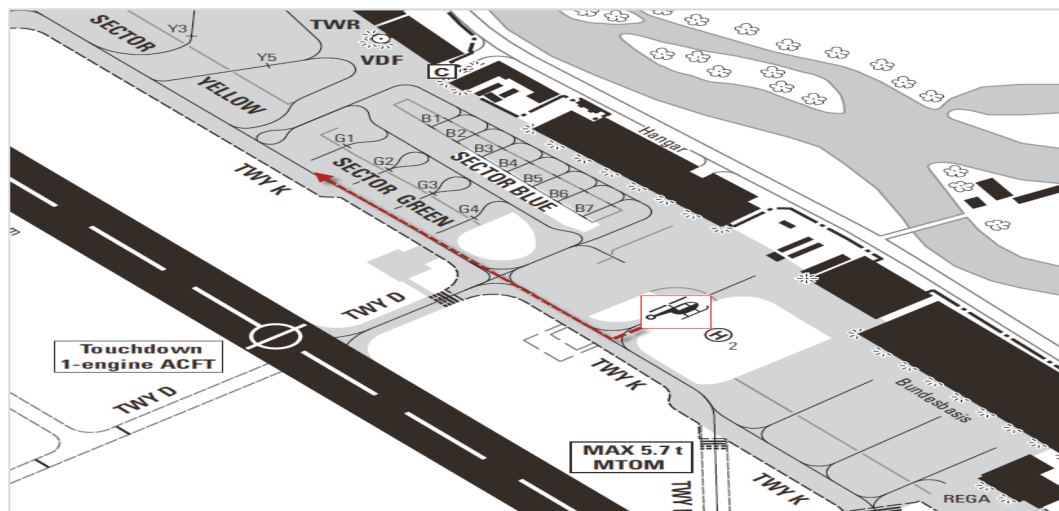 TWR
VDF
C
SECTOR
YELLOW
Y3
Y5
B1
B2
B3
B4
B5
B6
B7
SECTOR BLUE
G1
G2
G3
G4
SECTOR GREEN
Hangar
TWY K
TWY D
Touchdown
1-engine ACFT
TWY D
H 2
TWY K
Bundesbasis
MAX 5.7 t
MTOM
TWY
TWY K
REGA